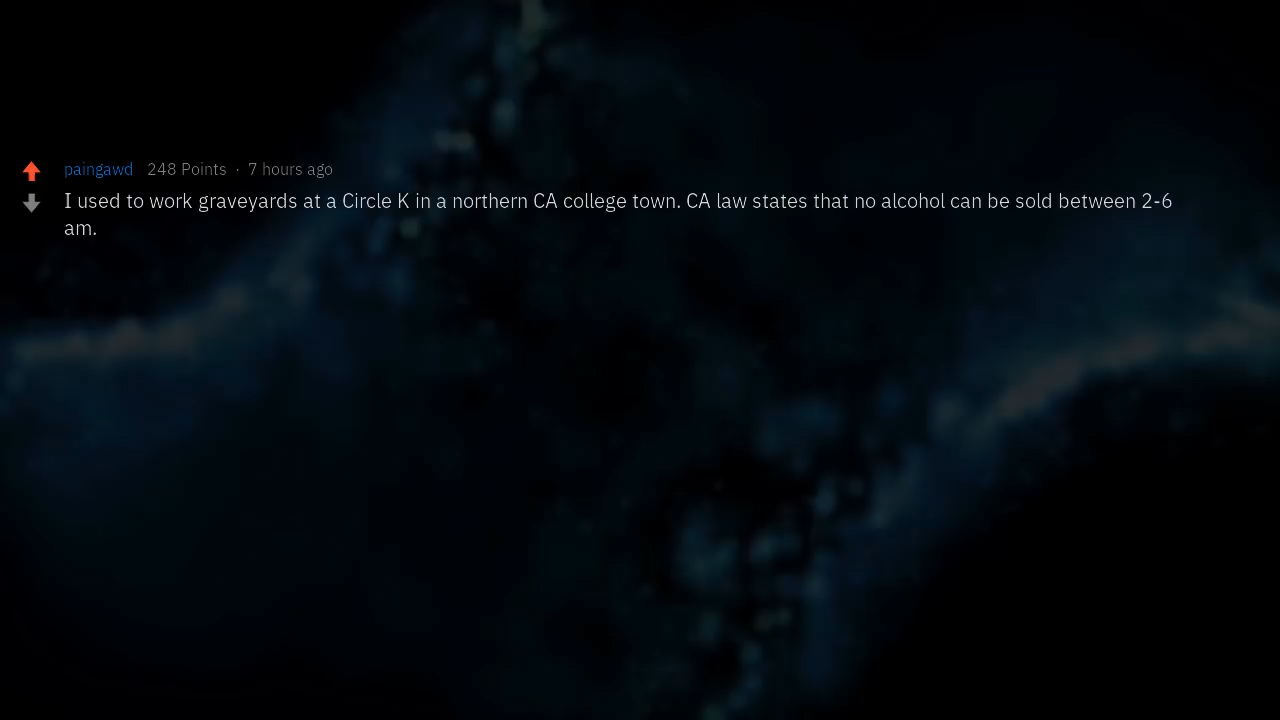 paingawd 248 Points · 7 hours ago
I used to work graveyards at a Circle K in a northern CA college town. CA law states that no alcohol can be sold between 2-6
am.